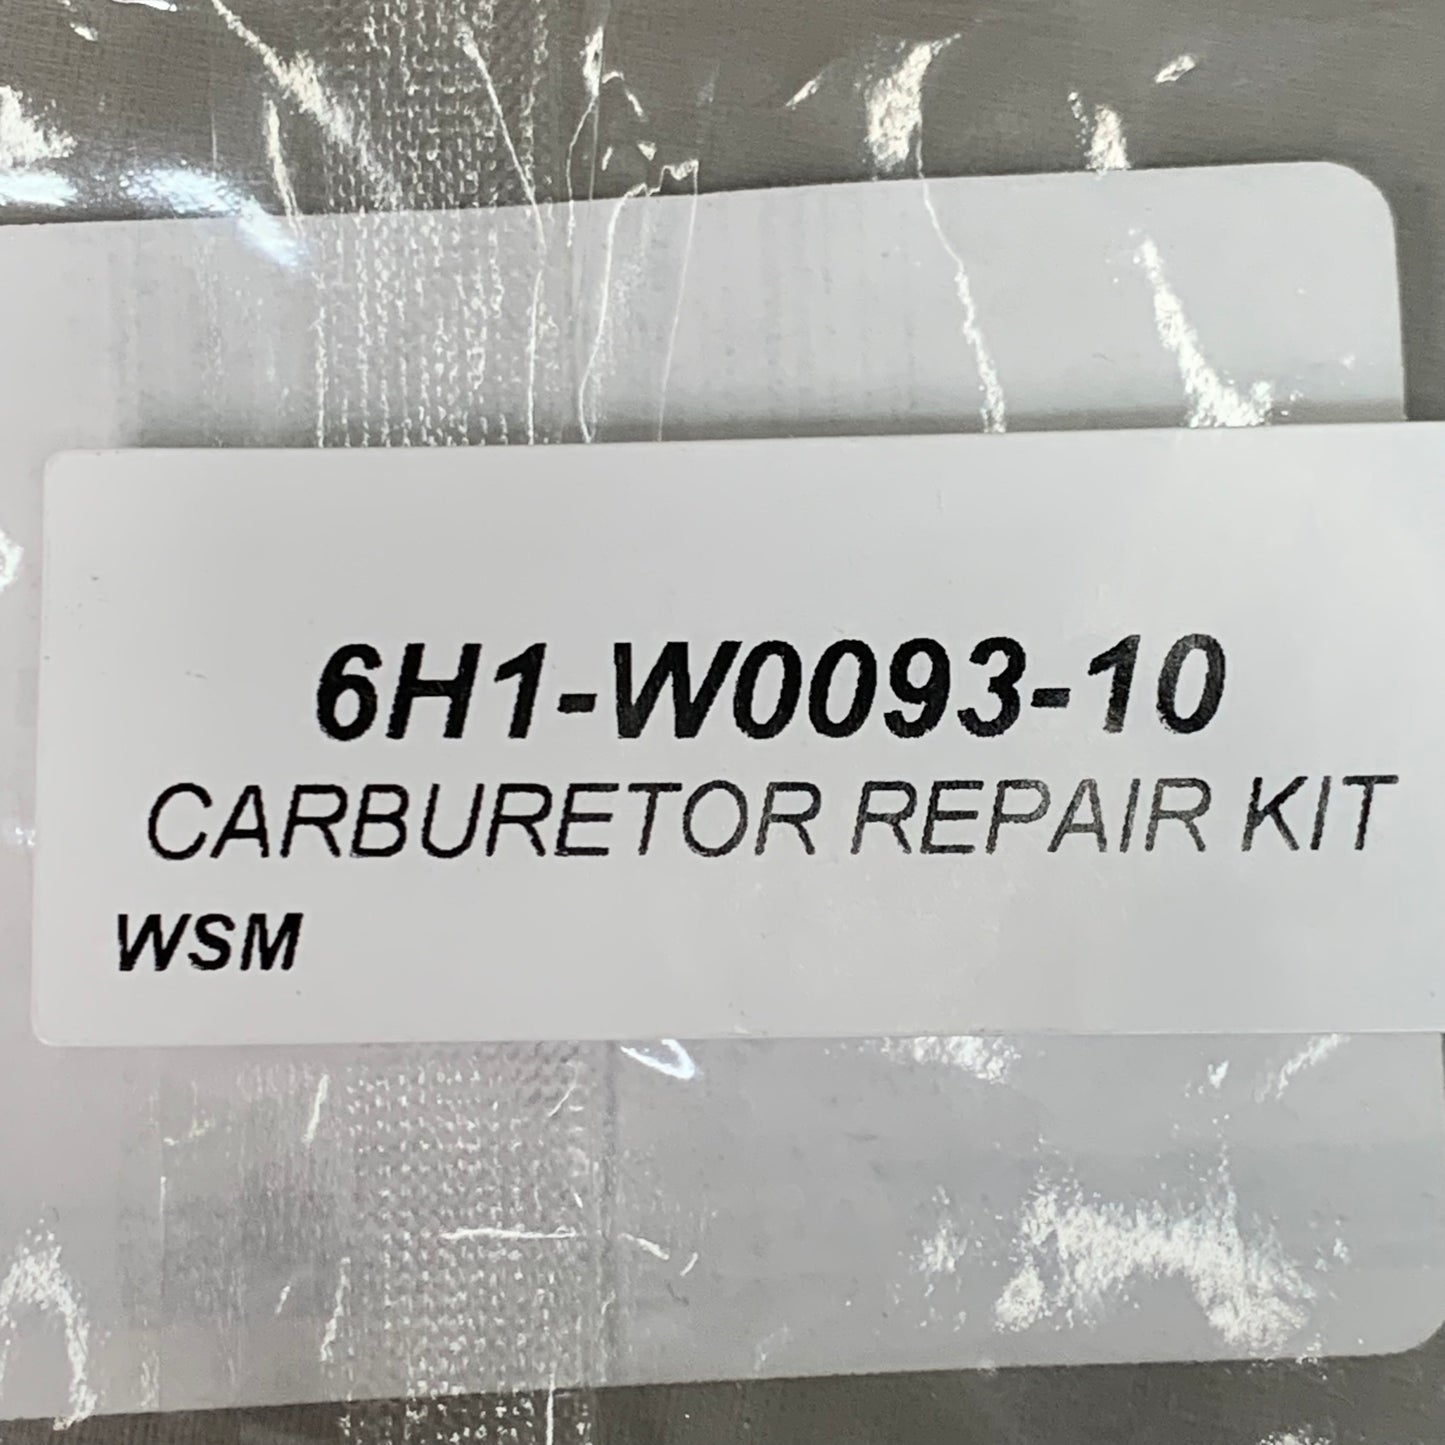 6H1-W0093-10
CARBURETOR REPAIR KIT
WSM